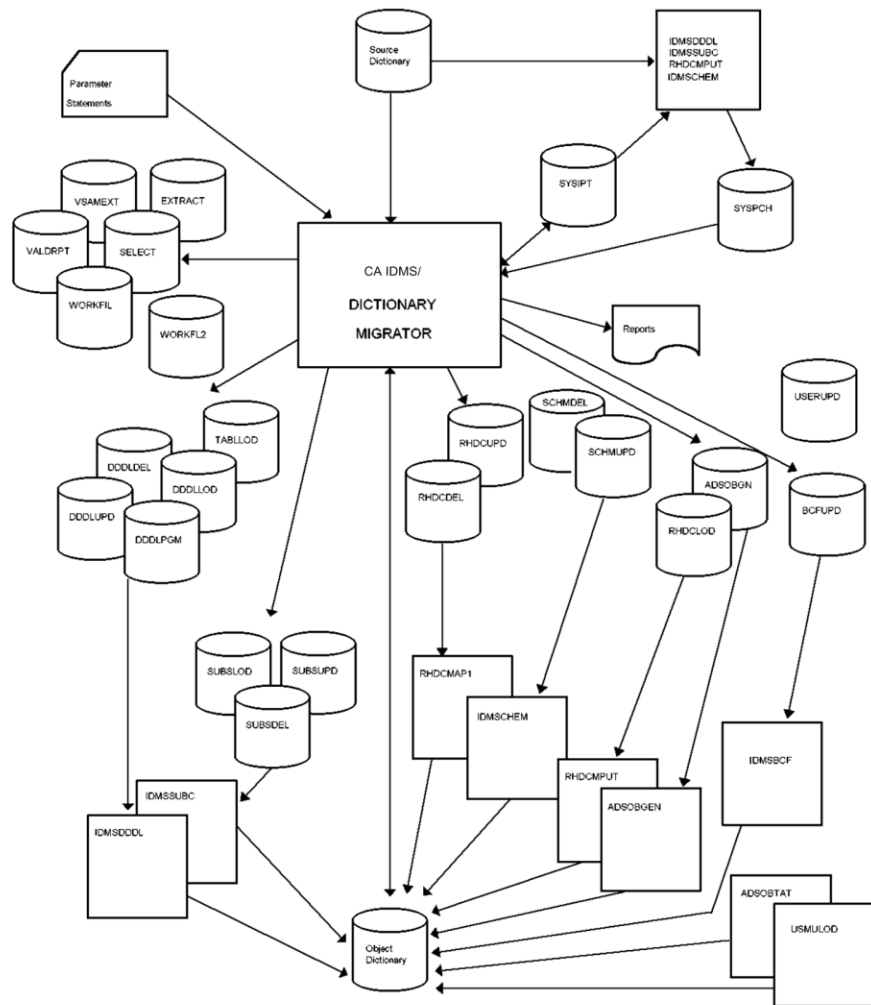 Source
Dictionary
IDMSDDDL
IDMSSUBC
RHDCMPUT
IDMSCHEM
Parameter
Statements
SYSIPT
SYSPCH
VSAMEXT
EXTRACT
VALDRPT
SELECT
WORKFIL
WORKFL2
CA IDMS/
DICTIONARY
MIGRATOR
Reports
USERUPD
TABLLOD
DDDLDEL
DDDLLOD
DDDLUPD
DDDLPGM
RHDCUPD
RHDCDEL
SCHMDEL
SCHMUPD
ADSOBGN
RHDCLOD
BCFUPD
SUBSLOD
SUBSUPD
SUBSDEL
RHDCMAP1
IDMSCHEM
RHDCMPUT
ADSOBGEN
IDMSBCF
IDMSSUBC
IDMSDDDL
ADSOBTAT
USMULOD
Object
Dictionary